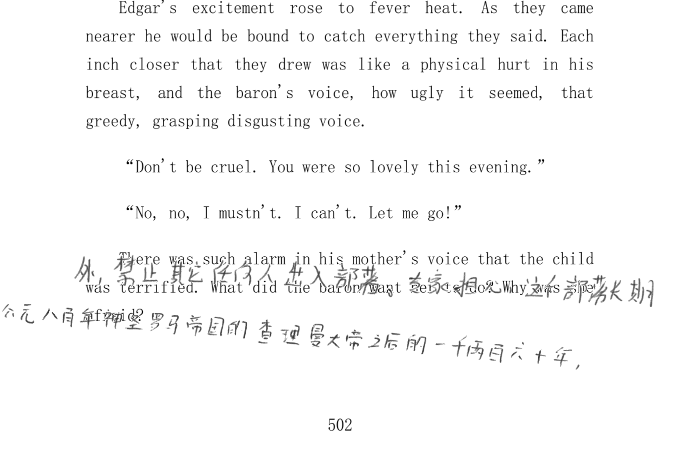 Edgar's excitement rose to fever heat. As they came
nearer he would be bound to catch everything they said. Each
inch closer that they drew was like a physical hurt in his
breast, and the baron's voice, how ugly it seemed, that
greedy, grasping disgusting voice.
“Don't be cruel. You were so lovely this evening.”
“No, no, I mustn't. I can't. Let me go!”
There was such alarm in his mother's voice that the child
外，禁止其它任何人进入部落。专家相信，这个部落长期
was terrified. What did the baron want her to do? Why was she
afraid?
公元八百年神圣罗马帝国的查理曼大帝之后的一千两百六十年，
502